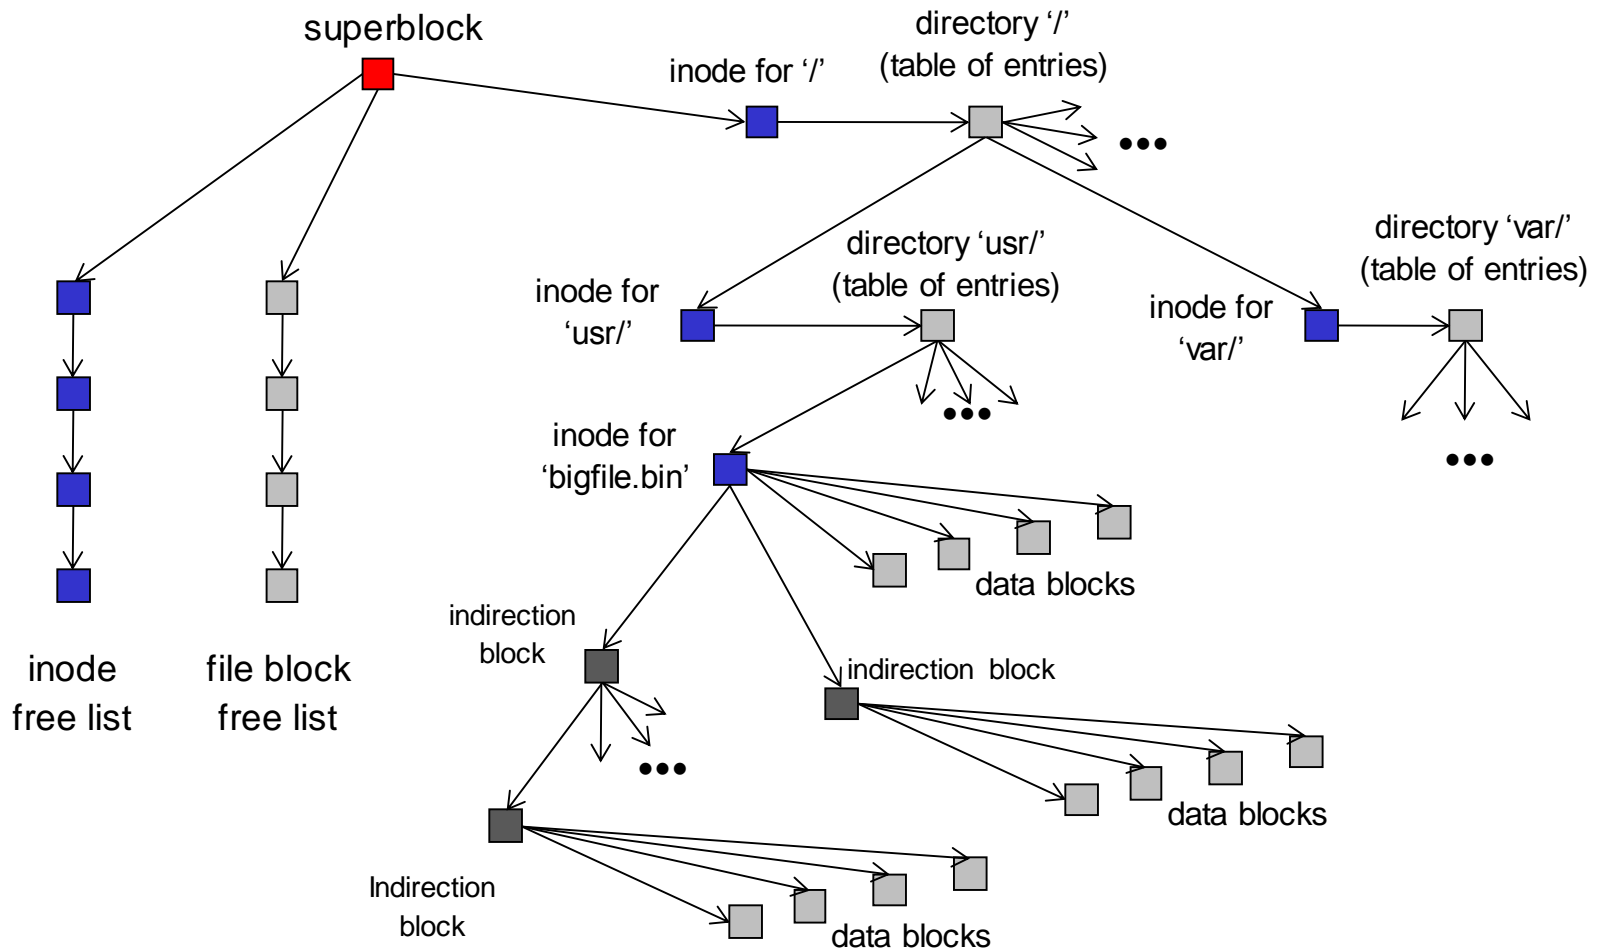 superblock
directory ‘/’
(table of entries)
inode for ‘/’
directory ‘usr/’
(table of entries)
directory ‘var/’
(table of entries)
inode for
‘usr/’
inode for
‘var/’
inode for
‘bigfile.bin’
data blocks
indirection
block
indirection block
inode
free list
file block
free list
data blocks
Indirection
block
data blocks